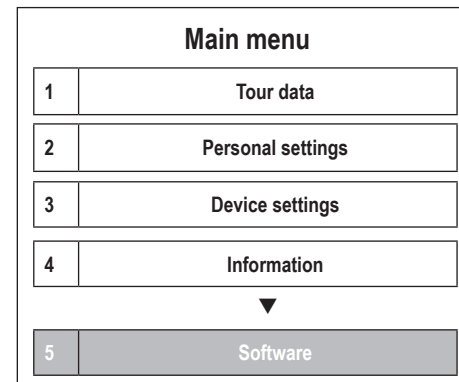 Main menu
1 Tour data
2 Personal settings
3 Device settings
4 Information
▼
5 Software